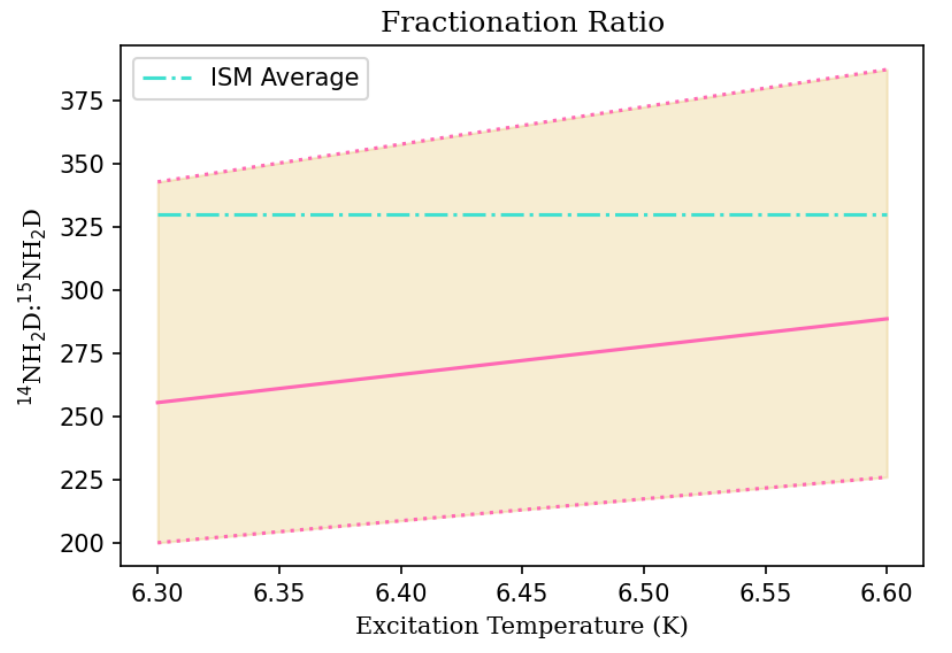 Fractionation Ratio
ISM Average
¹⁴NH₂D:¹⁵NH₂D
375
350
325
300
275
250
225
200
6.30 6.35 6.40 6.45 6.50 6.55 6.60
Excitation Temperature (K)